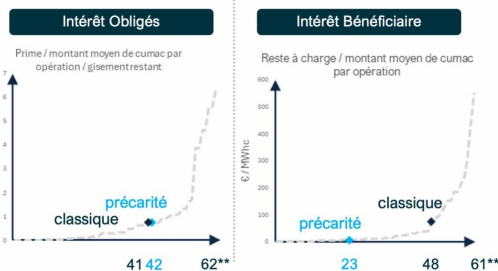 Intérêt Obligés
Prime / montant moyen de cumac par
opération / gisement restant
7
6
5
4
3
2
1
0
précarité
classique
41 42
62**
Intérêt Bénéficiaire
Reste à charge / montant moyen de cumac
par opération
€ / MWhc
600
500
400
300
200
100
0
classique
précarité
23
48
61**